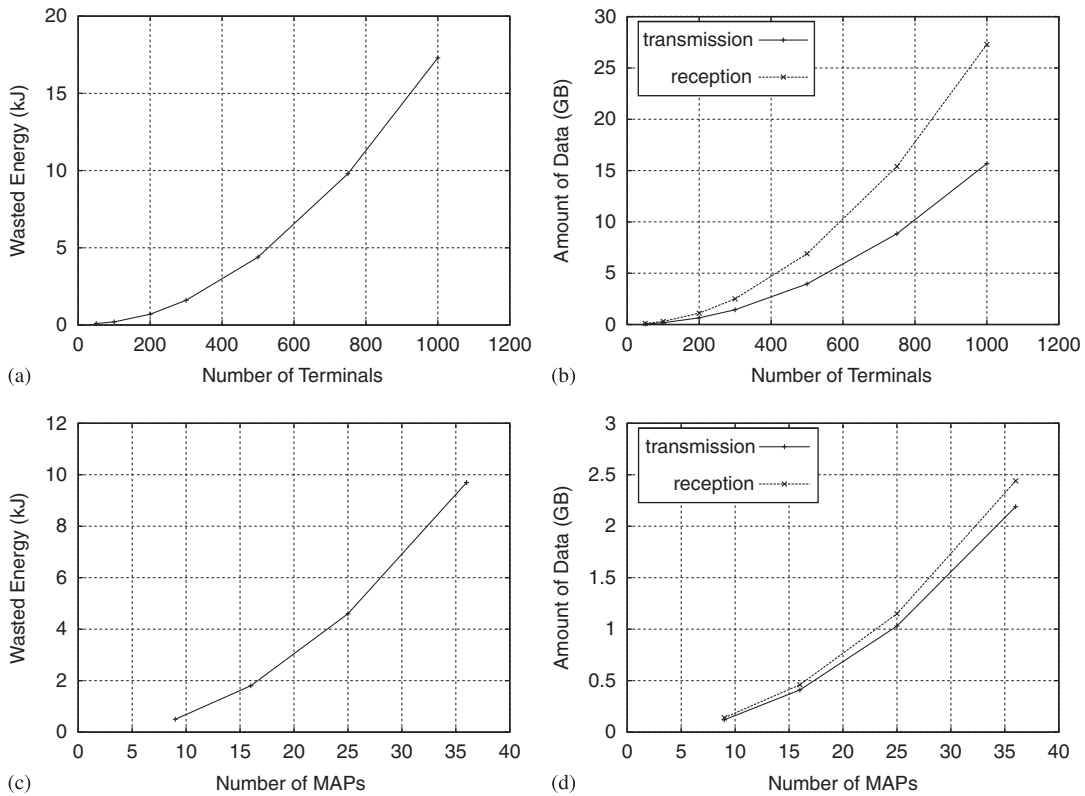 20
15
10
5
0
0 200 400 600 800 1000 1200
Wasted Energy (kJ)
Number of Terminals
(a)
30
25
20
15
10
5
0
0 200 400 600 800 1000 1200
Amount of Data (GB)
Number of Terminals
transmission
reception
(b)
12
10
8
6
4
2
0
0 5 10 15 20 25 30 35 40
Wasted Energy (kJ)
Number of MAPs
(c)
3
2.5
2
1.5
1
0.5
0
0 5 10 15 20 25 30 35 40
Amount of Data (GB)
Number of MAPs
transmission
reception
(d)